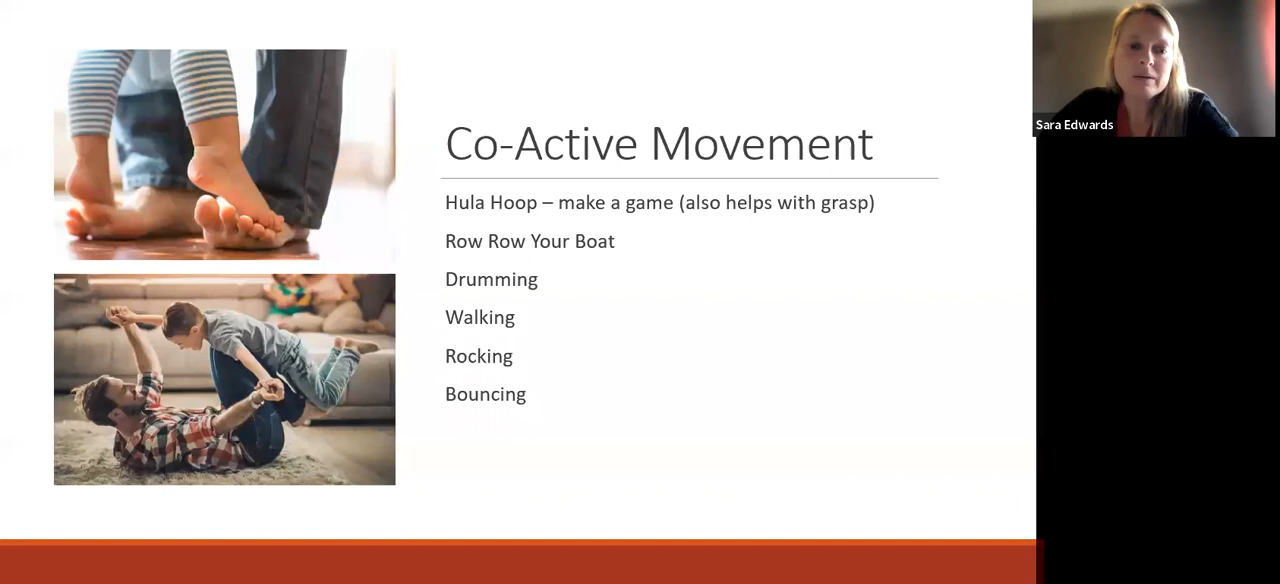 Co-Active Movement
Hula Hoop – make a game (also helps with grasp)
Row Row Your Boat
Drumming
Walking
Rocking
Bouncing
Sara Edwards